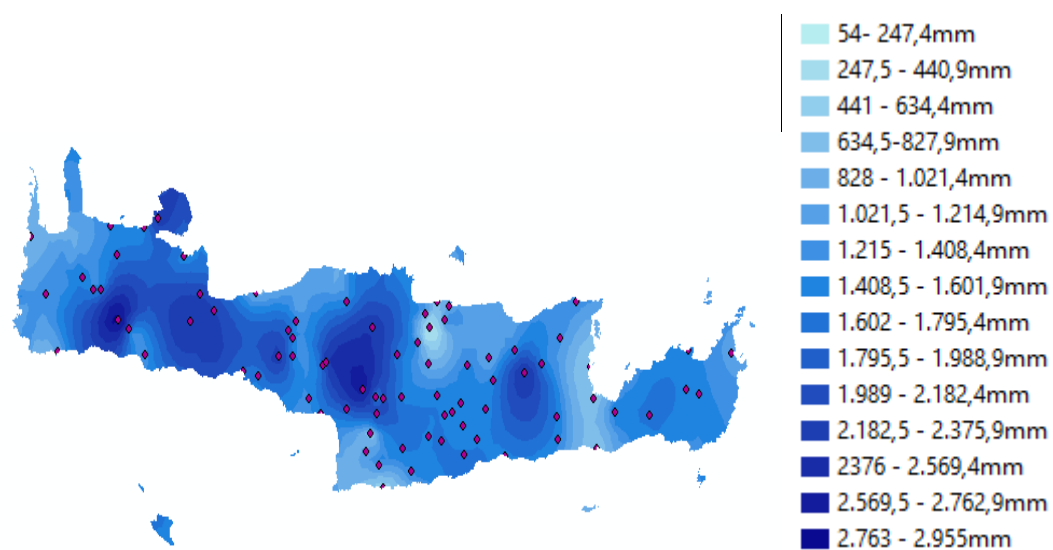 54- 247,4mm
247,5 - 440,9mm
441 - 634,4mm
634,5-827,9mm
828 - 1.021,4mm
1.021,5 - 1.214,9mm
1.215 - 1.408,4mm
1.408,5 - 1.601,9mm
1.602 - 1.795,4mm
1.795,5 - 1.988,9mm
1.989 - 2.182,4mm
2.182,5 - 2.375,9mm
2376 - 2.569,4mm
2.569,5 - 2.762,9mm
2.763 - 2.955mm